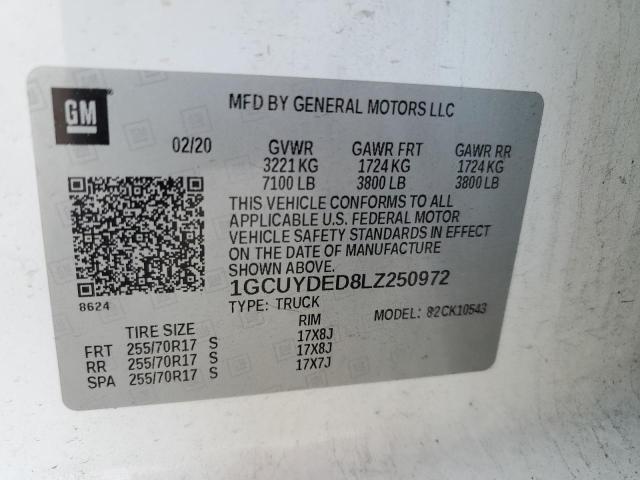 GM
MFD BY GENERAL MOTORS LLC
02/20 GVWR GAWR FRT GAWR RR
3221 KG 1724 KG 1724 KG
7100 LB 3800 LB 3800 LB
THIS VEHICLE CONFORMS TO ALL
APPLICABLE U.S. FEDERAL MOTOR
VEHICLE SAFETY STANDARDS IN EFFECT
ON THE DATE OF MANUFACTURE
SHOWN ABOVE.
1GCUYDED8LZ250972
8624
TYPE: TRUCK
MODEL: 82CK10543
TIRE SIZE RIM
FRT 255/70R17 S 17X8J
RR 255/70R17 S 17X8J
SPA 255/70R17 S 17X7J